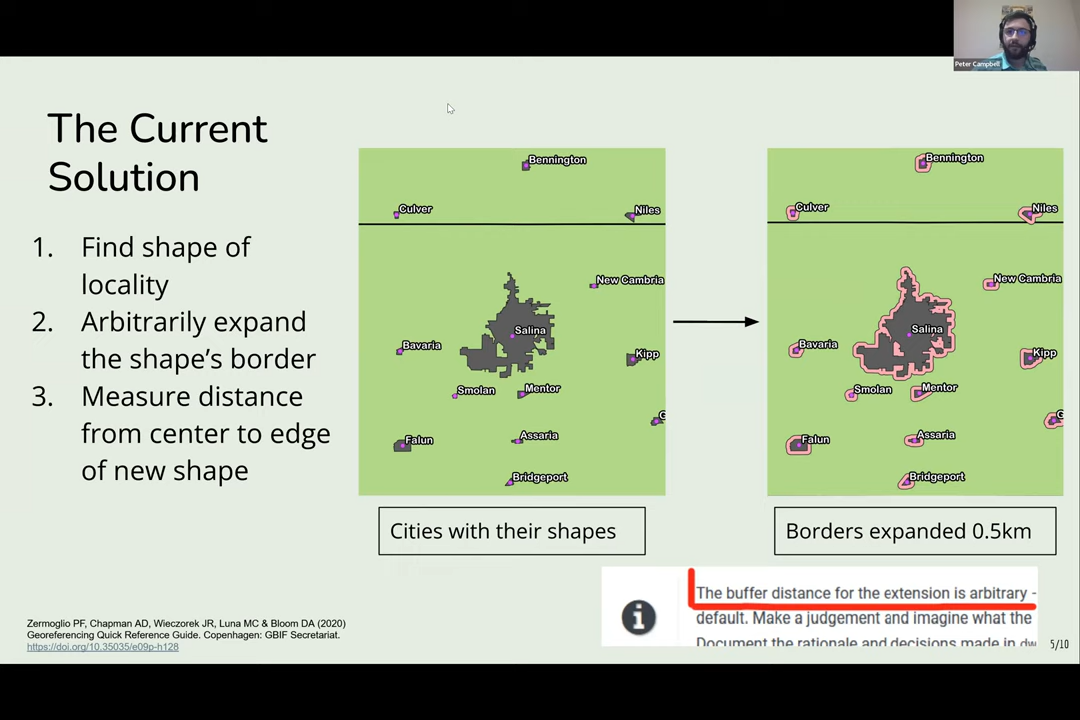 Peter Campbell
The Current
Solution
1. Find shape of
locality
2. Arbitrarily expand
the shape's border
3. Measure distance
from center to edge
of new shape
Bennington
Culver
Niles
New Cambria
Salina
Bavaria
Kipp
Smolan
Mentor
G
Falun
Assaria
Bridgeport
Cities with their shapes
Bennington
Culver
Niles
New Cambria
Salina
Bavaria
Kipp
Smolan
Mentor
G
Falun
Assaria
Bridgeport
Borders expanded 0.5km
The buffer distance for the extension is arbitrary -
default. Make a judgement and imagine what the
Document the rationale and decisions made in dw
Zermoglio PF, Chapman AD, Wieczorek JR, Luna MC & Bloom DA (2020)
Georeferencing Quick Reference Guide. Copenhagen: GBIF Secretariat.
https://doi.org/10.35035/e09p-h128
5/10